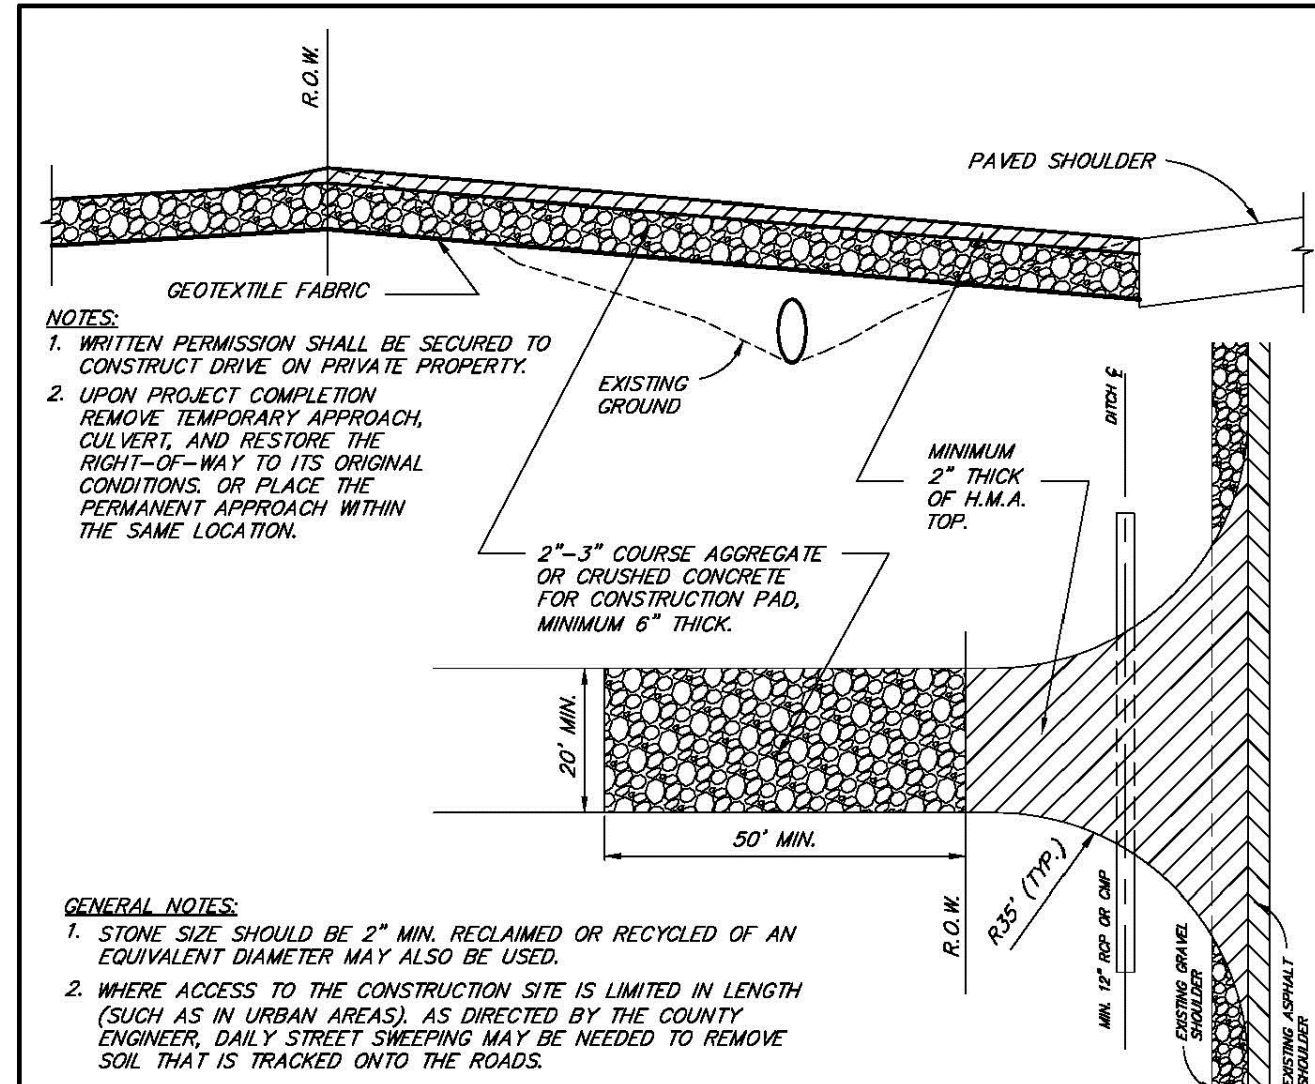 R.O.W.
PAVED SHOULDER
GEOTEXTILE FABRIC
NOTES:
1. WRITTEN PERMISSION SHALL BE SECURED TO
CONSTRUCT DRIVE ON PRIVATE PROPERTY.
2. UPON PROJECT COMPLETION
REMOVE TEMPORARY APPROACH,
CULVERT, AND RESTORE THE
RIGHT-OF-WAY TO ITS ORIGINAL
CONDITIONS. OR PLACE THE
PERMANENT APPROACH WITHIN
THE SAME LOCATION.
EXISTING
GROUND
DITCH ℄
MINIMUM
2" THICK
OF H.M.A.
TOP.
2"-3" COURSE AGGREGATE
OR CRUSHED CONCRETE
FOR CONSTRUCTION PAD,
MINIMUM 6" THICK.
20' MIN.
50' MIN.
R.O.W.
R35' (TYP.)
MIN. 12" RCP OR CMP
EXISTING GRAVEL
SHOULDER
EXISTING ASPHALT
SHOULDER
GENERAL NOTES:
1. STONE SIZE SHOULD BE 2" MIN. RECLAIMED OR RECYCLED OF AN
EQUIVALENT DIAMETER MAY ALSO BE USED.
2. WHERE ACCESS TO THE CONSTRUCTION SITE IS LIMITED IN LENGTH
(SUCH AS IN URBAN AREAS). AS DIRECTED BY THE COUNTY
ENGINEER, DAILY STREET SWEEPING MAY BE NEEDED TO REMOVE
SOIL THAT IS TRACKED ONTO THE ROADS.